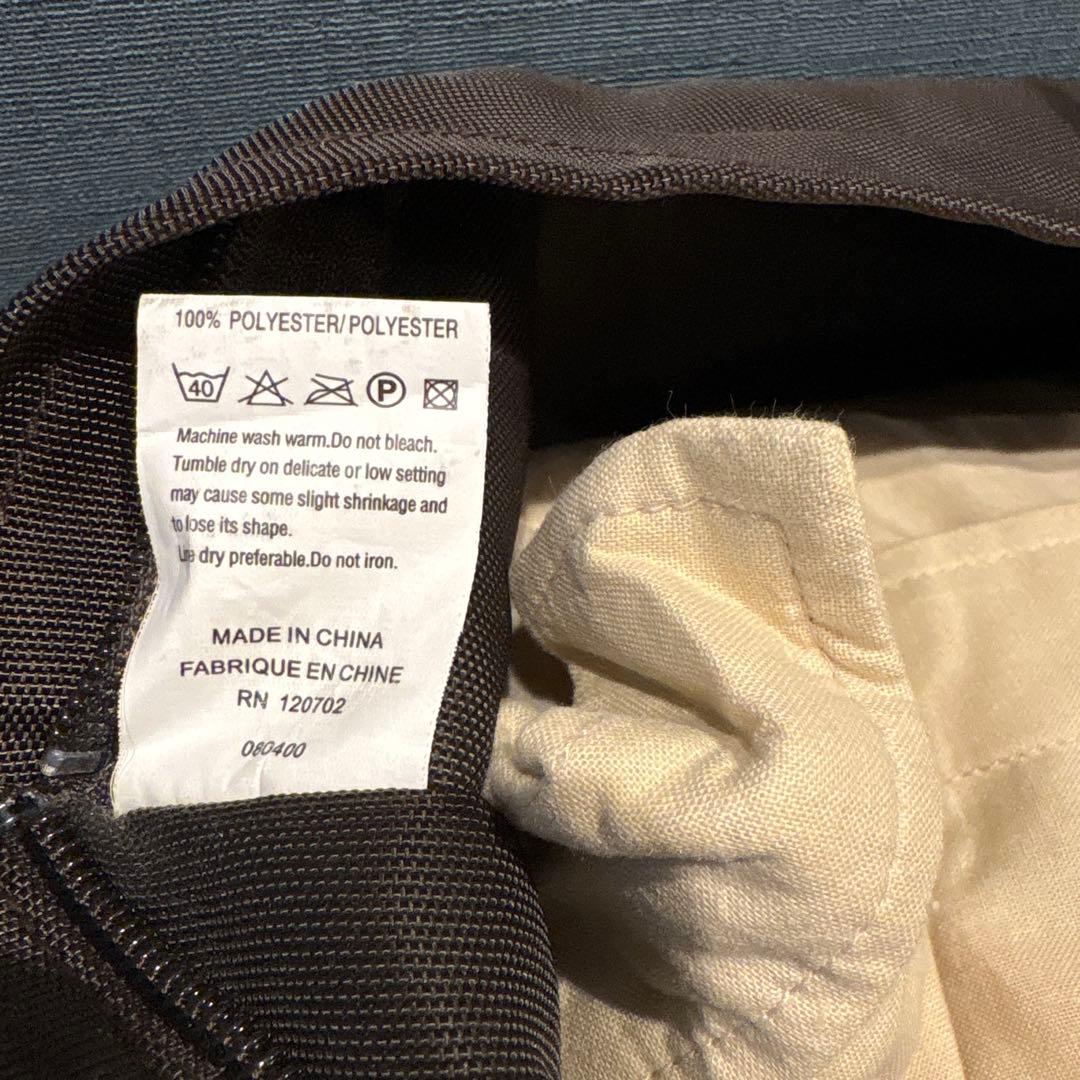 100% POLYESTER/POLYESTER
40 P
Machine wash warm.Do not bleach.
Tumble dry on delicate or low setting
may cause some slight shrinkage and
to lose its shape.
dry preferable.Do not iron.
MADE IN CHINA
FABRIQUE EN CHINE
RN 120702
080400